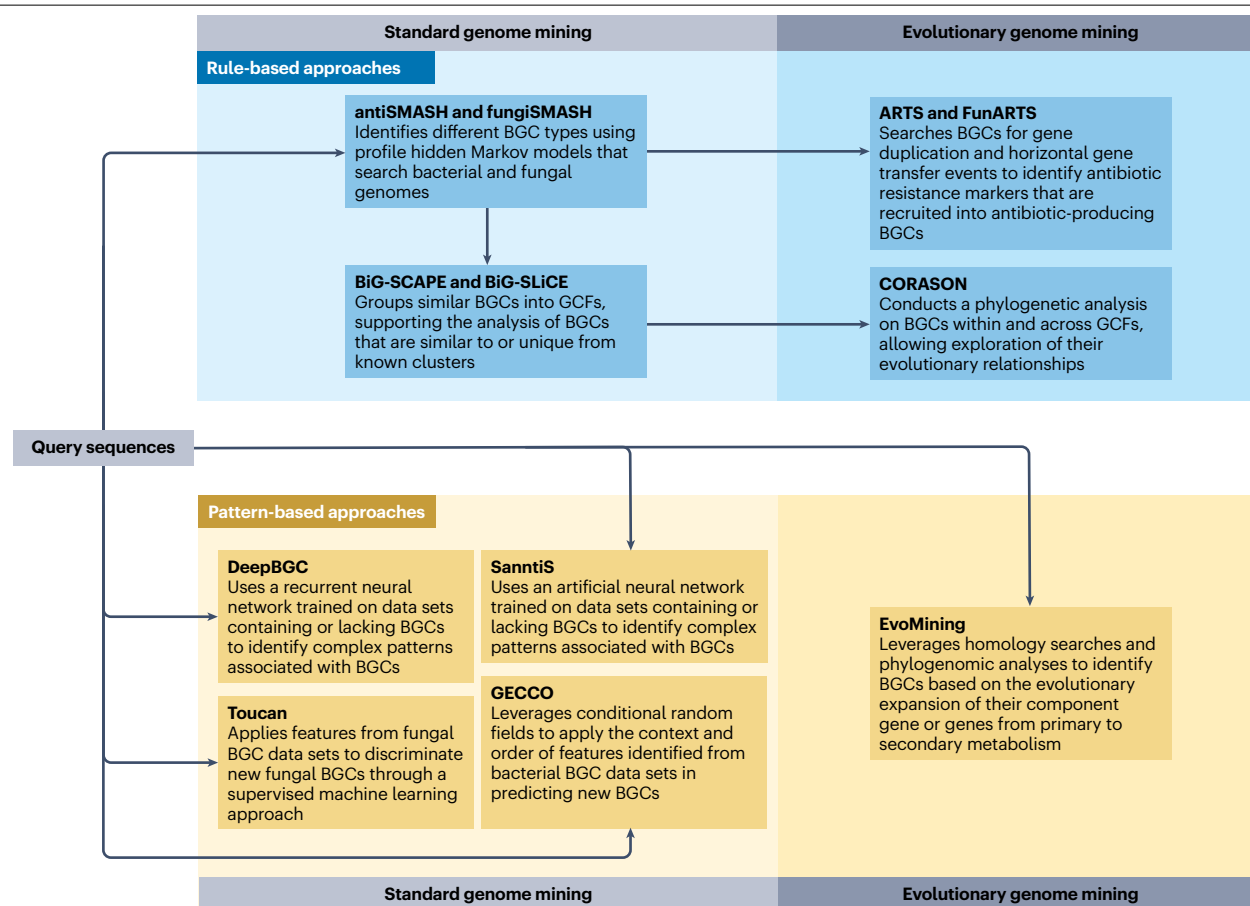 Standard genome mining
Evolutionary genome mining
Rule-based approaches
antiSMASH and fungiSMASH
Identifies different BGC types using
profile hidden Markov models that
search bacterial and fungal
genomes
ARTS and FunARTS
Searches BGCs for gene
duplication and horizontal gene
transfer events to identify antibiotic
resistance markers that are
recruited into antibiotic-producing
BGCs
BiG-SCAPE and BiG-SLiCE
Groups similar BGCs into GCFs,
supporting the analysis of BGCs
that are similar to or unique from
known clusters
CORASON
Conducts a phylogenetic analysis
on BGCs within and across GCFs,
allowing exploration of their
evolutionary relationships
Query sequences
Pattern-based approaches
DeepBGC
Uses a recurrent neural
network trained on data sets
containing or lacking BGCs
to identify complex patterns
associated with BGCs
SanntiS
Uses an artificial neural network
trained on data sets containing or
lacking BGCs to identify complex
patterns associated with BGCs
EvoMining
Leverages homology searches and
phylogenomic analyses to identify
BGCs based on the evolutionary
expansion of their component
gene or genes from primary to
secondary metabolism
Toucan
Applies features from fungal
BGC data sets to discriminate
new fungal BGCs through a
supervised machine learning
approach
GECCO
Leverages conditional random
fields to apply the context and
order of features identified from
bacterial BGC data sets in
predicting new BGCs
Standard genome mining
Evolutionary genome mining